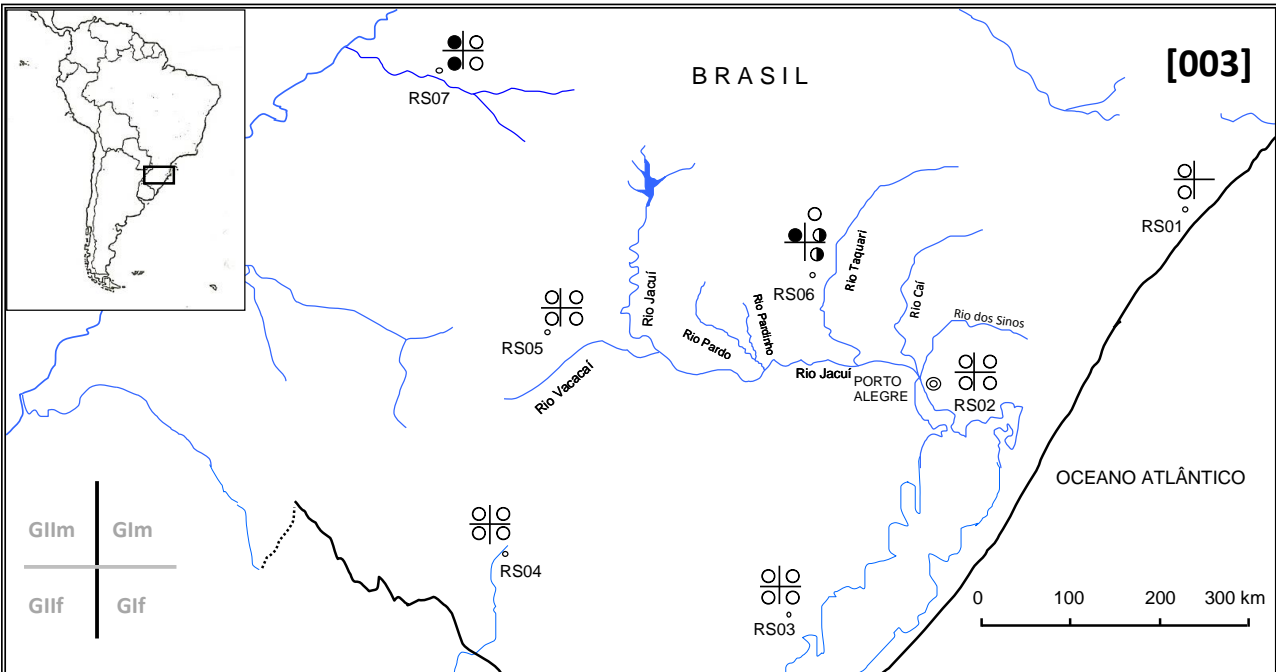 BRASIL
[003]
RS07
RS01
RS06
Rio Taquari
Rio Jacuí
Rio Caí
Rio Pardinho
Rio dos Sinos
RS05
Rio Pardo
Rio Vacacaí
Rio Jacuí
PORTO
ALEGRE
RS02
OCEANO ATLÂNTICO
GIIm GIm
GIIf GIf
RS04
RS03
0 100 200 300 km